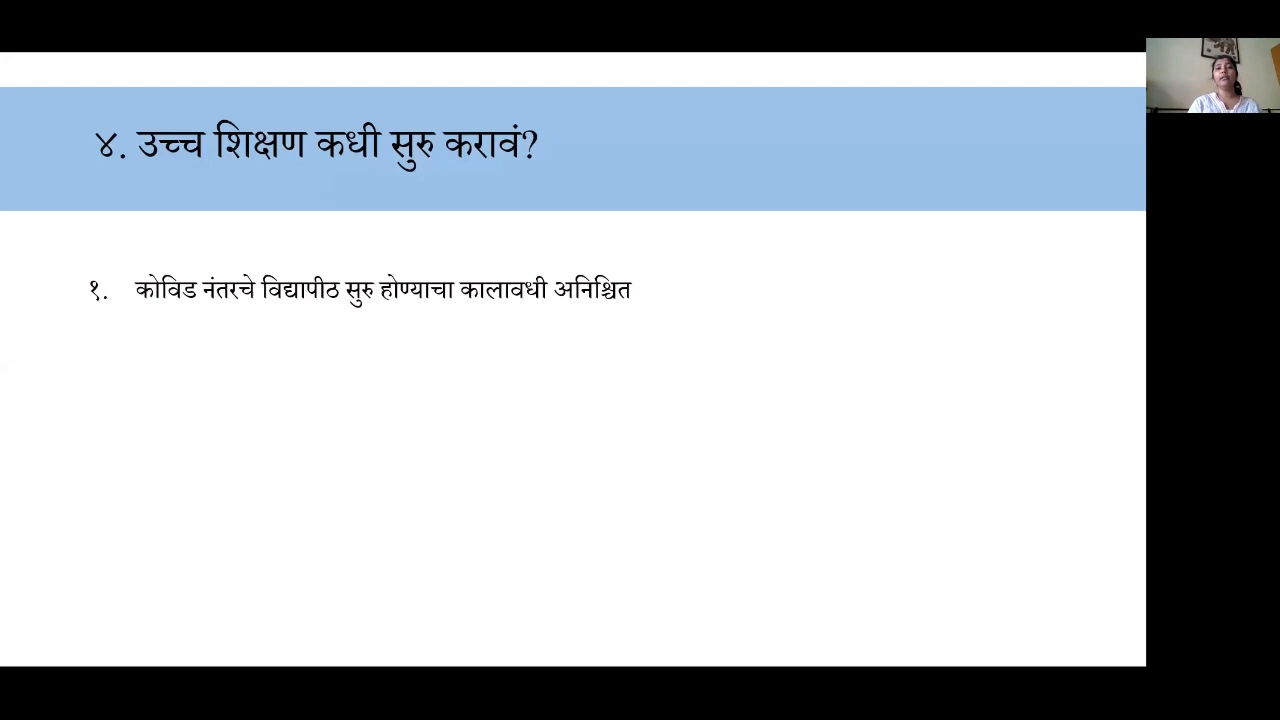 ४. उच्च शिक्षण कधी सुरु करावं?
१. कोविड नंतरचे विद्यापीठ सुरु होण्याचा कालावधी अनिश्चित